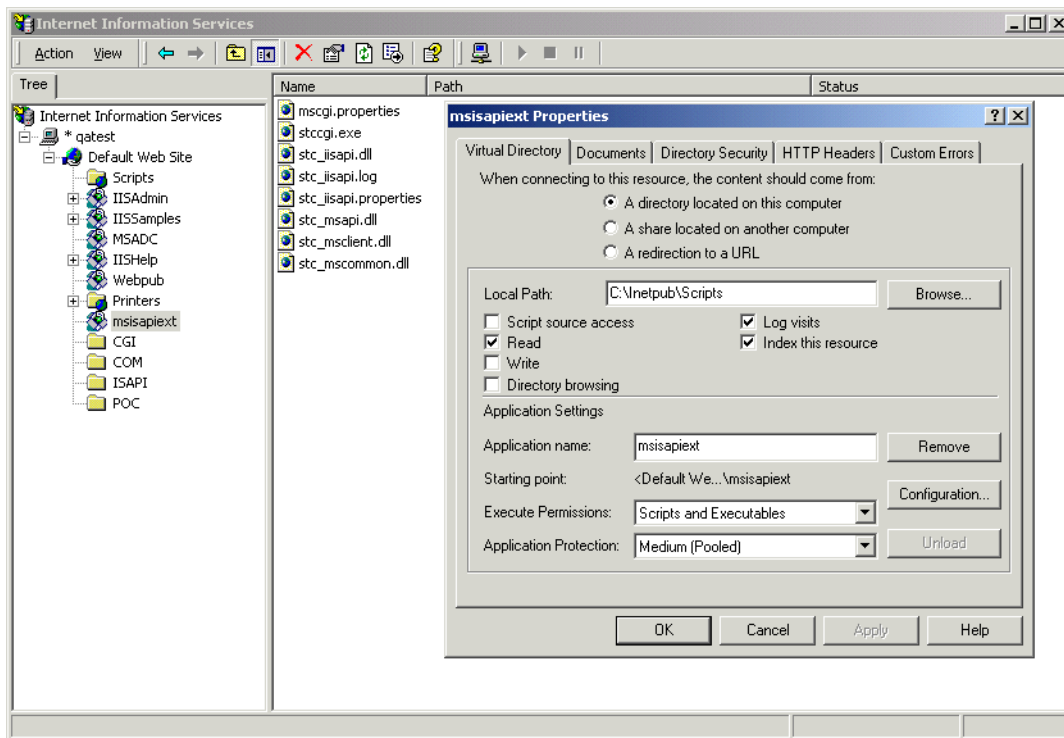 Internet Information Services
Action View
Tree
Name Path Status
Internet Information Services
* qatest
Default Web Site
Scripts
IISAdmin
IISSamples
MSADC
IISHelp
Webpub
Printers
msisapiext
CGI
COM
ISAPI
POC
mscgi.properties
stccgi.exe
stc_iisapi.dll
stc_iisapi.log
stc_iisapi.properties
stc_msapi.dll
stc_msclient.dll
stc_mscommon.dll
msisapiext Properties
Virtual Directory Documents Directory Security HTTP Headers Custom Errors
When connecting to this resource, the content should come from:
A directory located on this computer
A share located on another computer
A redirection to a URL
Local Path: C:\Inetpub\Scripts Browse...
Script source access Log visits
Read Index this resource
Write
Directory browsing
Application Settings
Application name: msisapiext Remove
Starting point: <Default We...\msisapiext
Configuration...
Execute Permissions: Scripts and Executables
Application Protection: Medium (Pooled) Unload
OK Cancel Apply Help